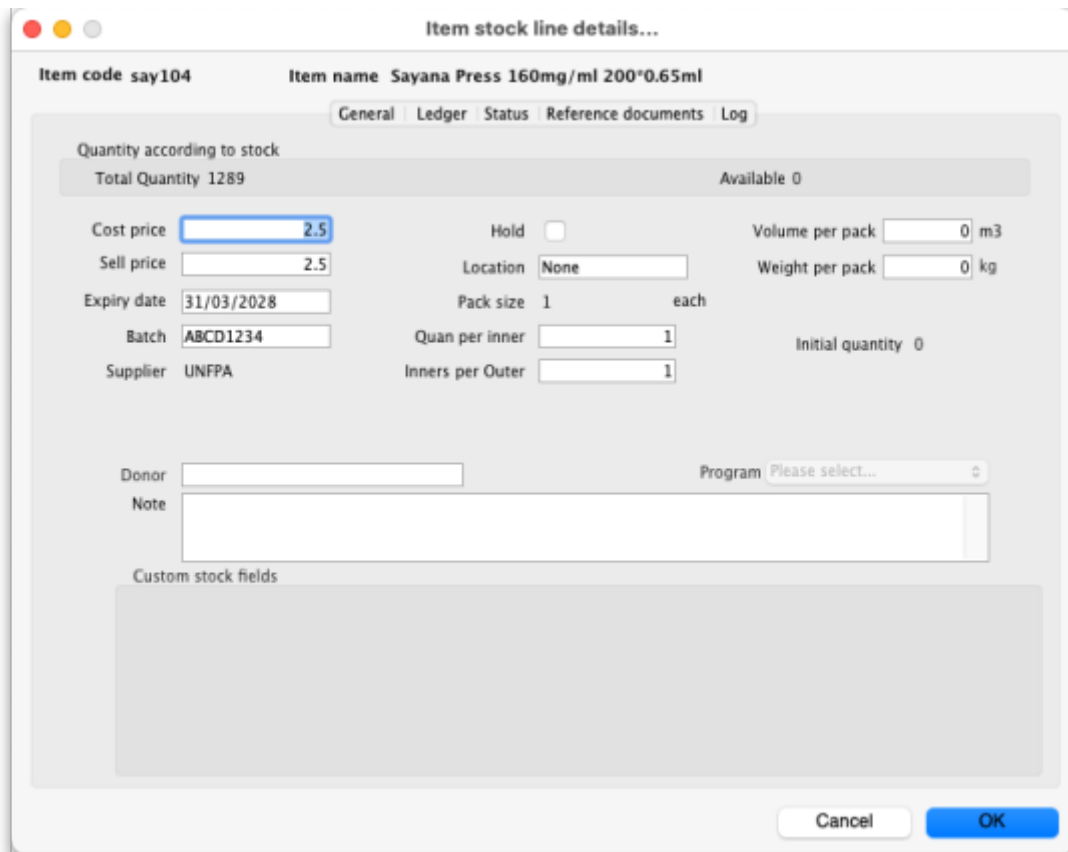 Item stock line details...
Item code say104 Item name Sayana Press 160mg/ml 200*0.65ml
General Ledger Status Reference documents Log
Quantity according to stock
Total Quantity 1289 Available 0
Cost price 2.5 Hold Volume per pack 0 m3
Sell price 2.5 Location None Weight per pack 0 kg
Expiry date 31/03/2028 Pack size 1 each
Batch ABCD1234 Quan per inner 1 Initial quantity 0
Supplier UNFPA Inners per Outer 1
Donor Program Please select...
Note
Custom stock fields
Cancel OK